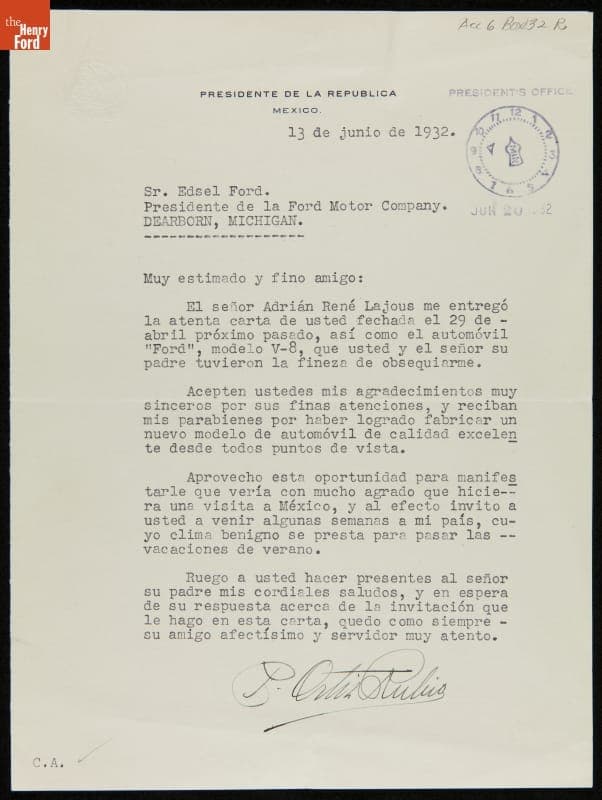 the
Henry
Ford
Acc 6 Box 32 R
PRESIDENTE DE LA REPUBLICA
MEXICO.
PRESIDENT'S OFFICE
13 de junio de 1932.
JUN 20 1932
Sr. Edsel Ford.
Presidente de la Ford Motor Company.
DEARBORN, MICHIGAN.
-------------------
Muy estimado y fino amigo:
El señor Adrián René Lajous me entregó
la atenta carta de usted fechada el 29 de -
abril próximo pasado, así como el automóvil
"Ford", modelo V-8, que usted y el señor su
padre tuvieron la fineza de obsequiarme.
Acepten ustedes mis agradecimientos muy
sinceros por sus finas atenciones, y reciban
mis parabienes por haber logrado fabricar un
nuevo modelo de automóvil de calidad excelen
te desde todos puntos de vista.
Aprovecho esta oportunidad para manifes
tarle que vería con mucho agrado que hicie--
ra una visita a México, y al efecto invito a
usted a venir algunas semanas a mi país, cu-
yo clima benigno se presta para pasar las --
vacaciones de verano.
Ruego a usted hacer presentes al señor
su padre mis cordiales saludos, y en espera
de su respuesta acerca de la invitación que
le hago en esta carta, quedo como siempre -
su amigo afectísimo y servidor muy atento.
P. Ortiz Rubio
C.A.